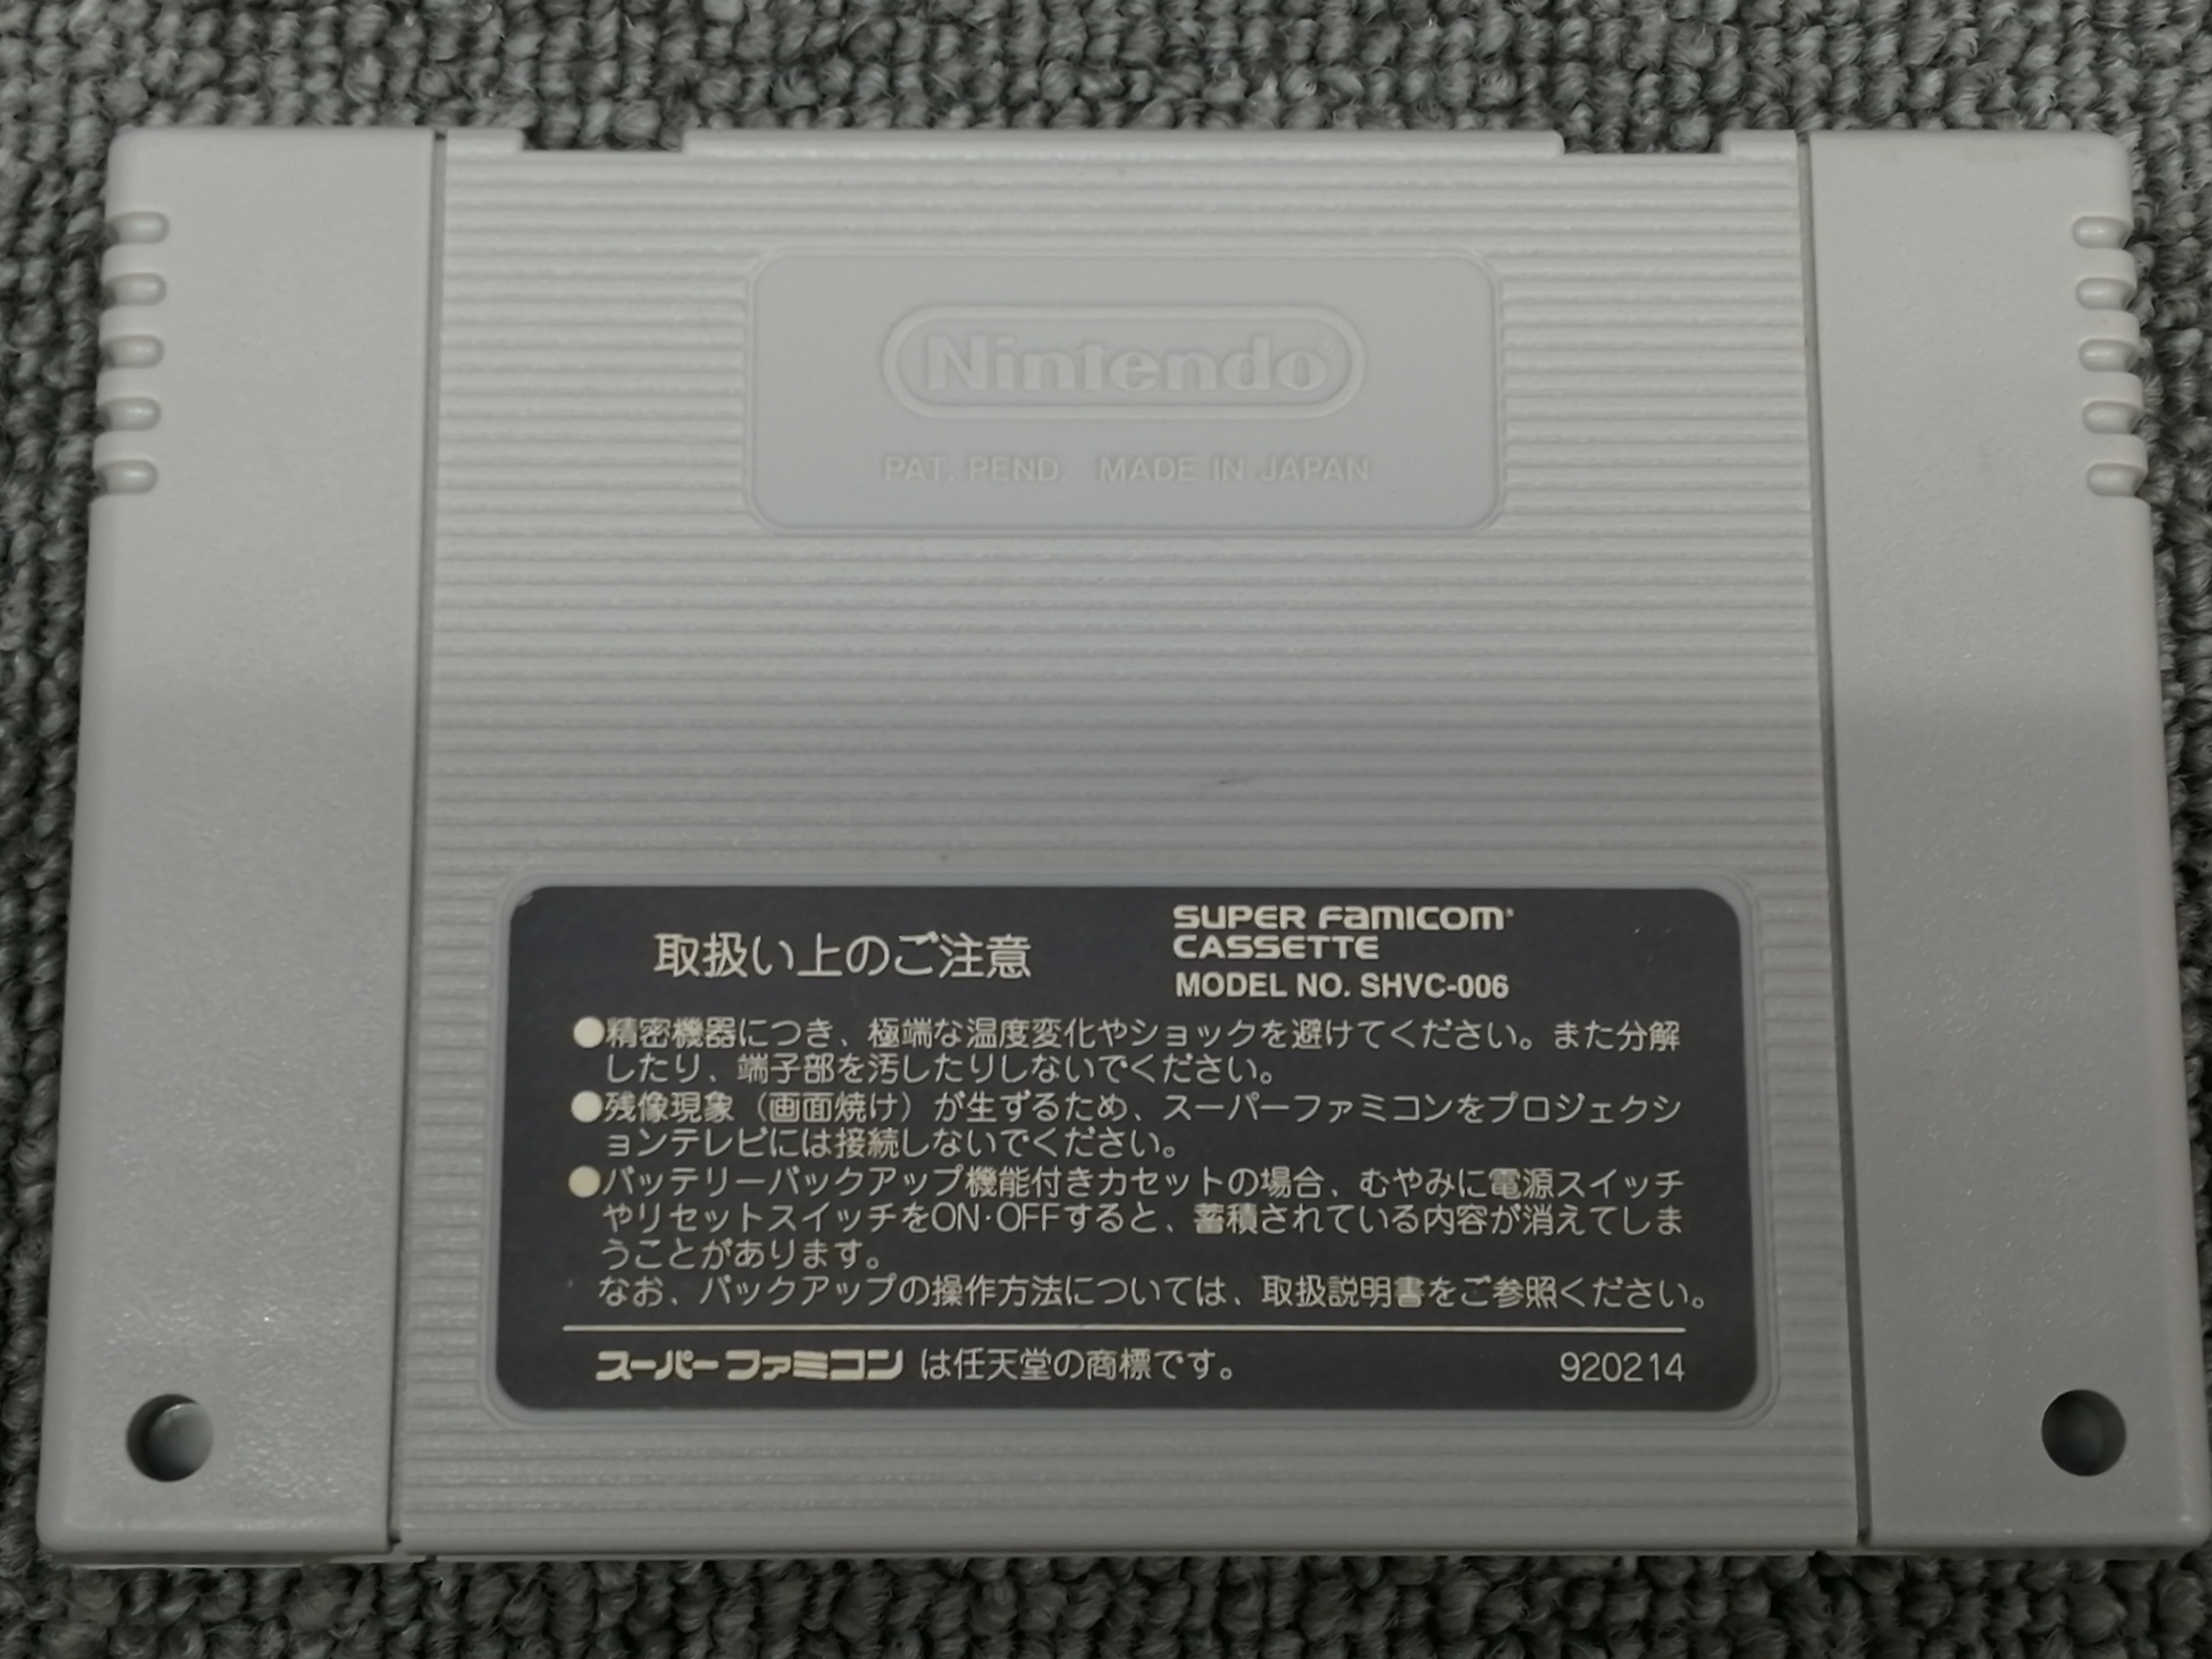 Nintendo
PAT. PEND MADE IN JAPAN
取扱い上のご注意
SUPER FAMICOM
CASSETTE
MODEL NO. SHVC-006
●精密機器につき、極端な温度変化やショックを避けてください。また分解
したり、端子部を汚したりしないでください。
●残像現象（画面焼け）が生ずるため、スーパーファミコンをプロジェクシ
ョンテレビには接続しないでください。
●バッテリーバックアップ機能付きカセットの場合、むやみに電源スイッチ
やリセットスイッチをON·OFFすると、蓄積されている内容が消えてしま
うことがあります。
なお、バックアップの操作方法については、取扱説明書をご参照ください。
スーパーファミコン は任天堂の商標です。
920214